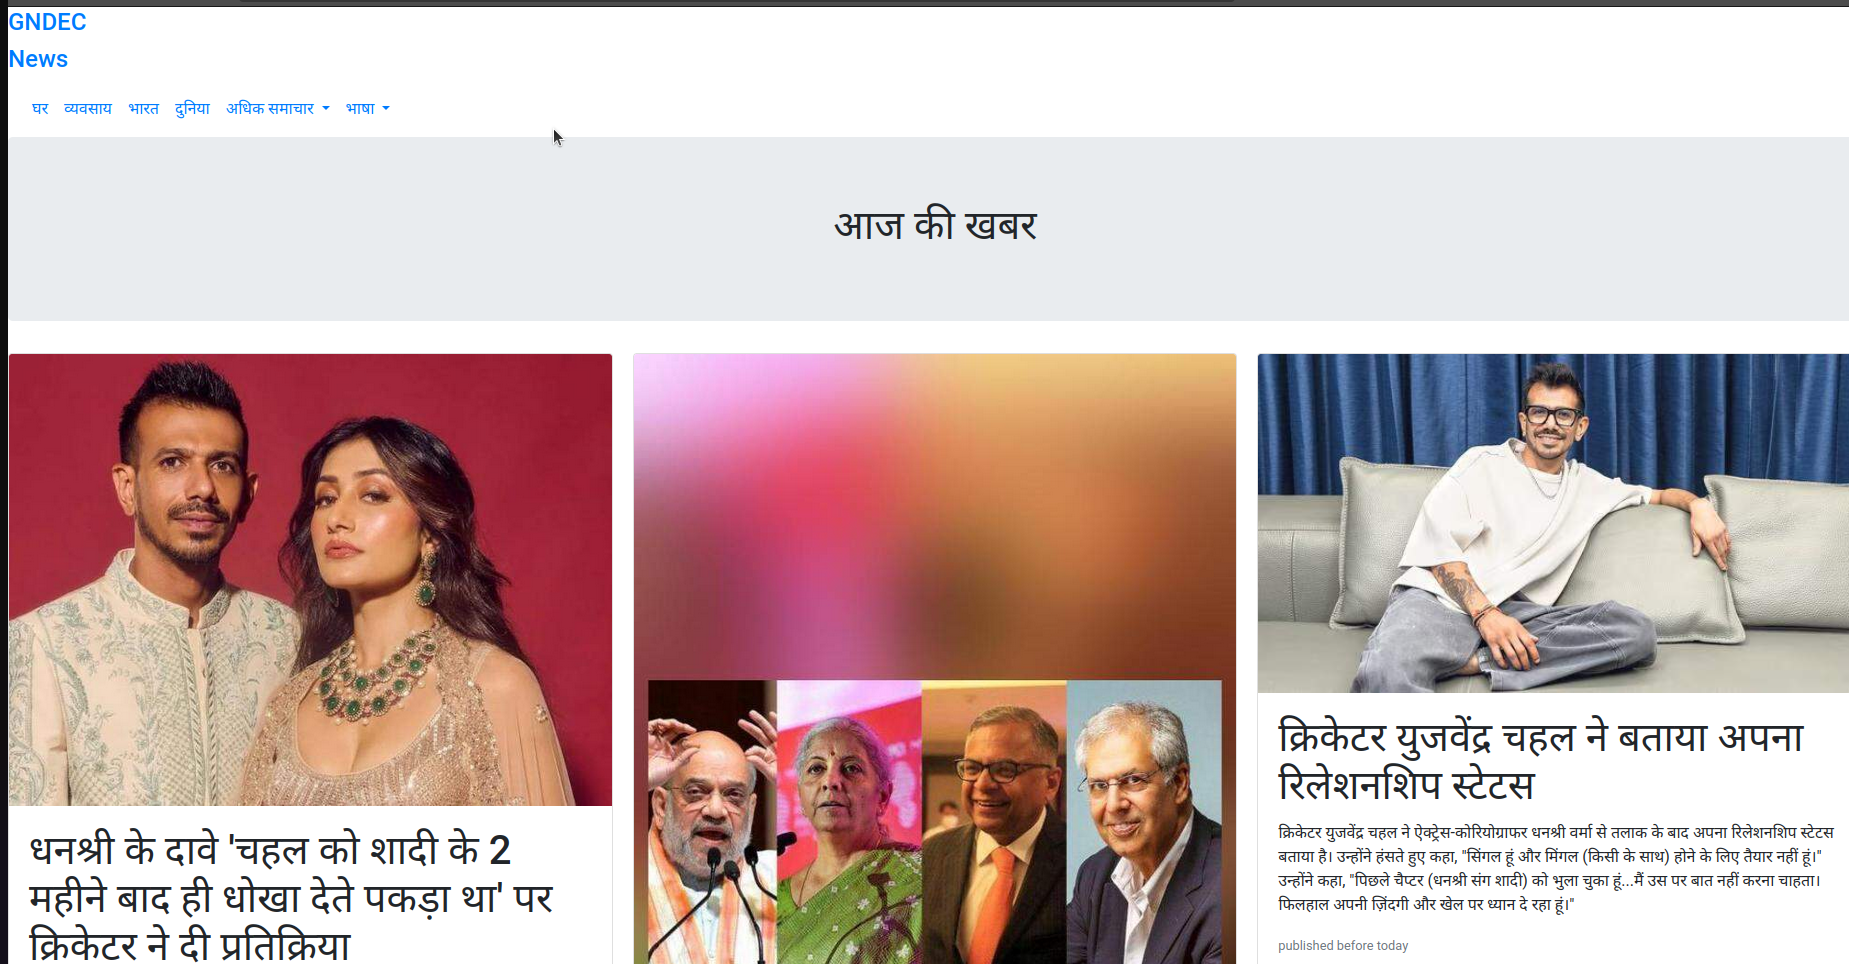 GNDEC
News
घर व्यवसाय भारत दुनिया अधिक समाचार भाषा
आज की खबर
धनश्री के दावे 'चहल को शादी के 2
महीने बाद ही धोखा देते पकड़ा था' पर
क्रिकेटर ने दी प्रतिक्रिया
क्रिकेटर युजवेंद्र चहल ने बताया अपना
रिलेशनशिप स्टेटस
क्रिकेटर युजवेंद्र चहल ने ऐक्ट्रेस-कोरियोग्राफर धनश्री वर्मा से तलाक के बाद अपना रिलेशनशिप स्टेटस
बताया है। उन्होंने हंसते हुए कहा, "सिंगल हूं और मिंगल (किसी के साथ) होने के लिए तैयार नहीं हूं।"
उन्होंने कहा, "पिछले चैप्टर (धनश्री संग शादी) को भुला चुका हूं...मैं उस पर बात नहीं करना चाहता।
फिलहाल अपनी ज़िंदगी और खेल पर ध्यान दे रहा हूं।"
published before today